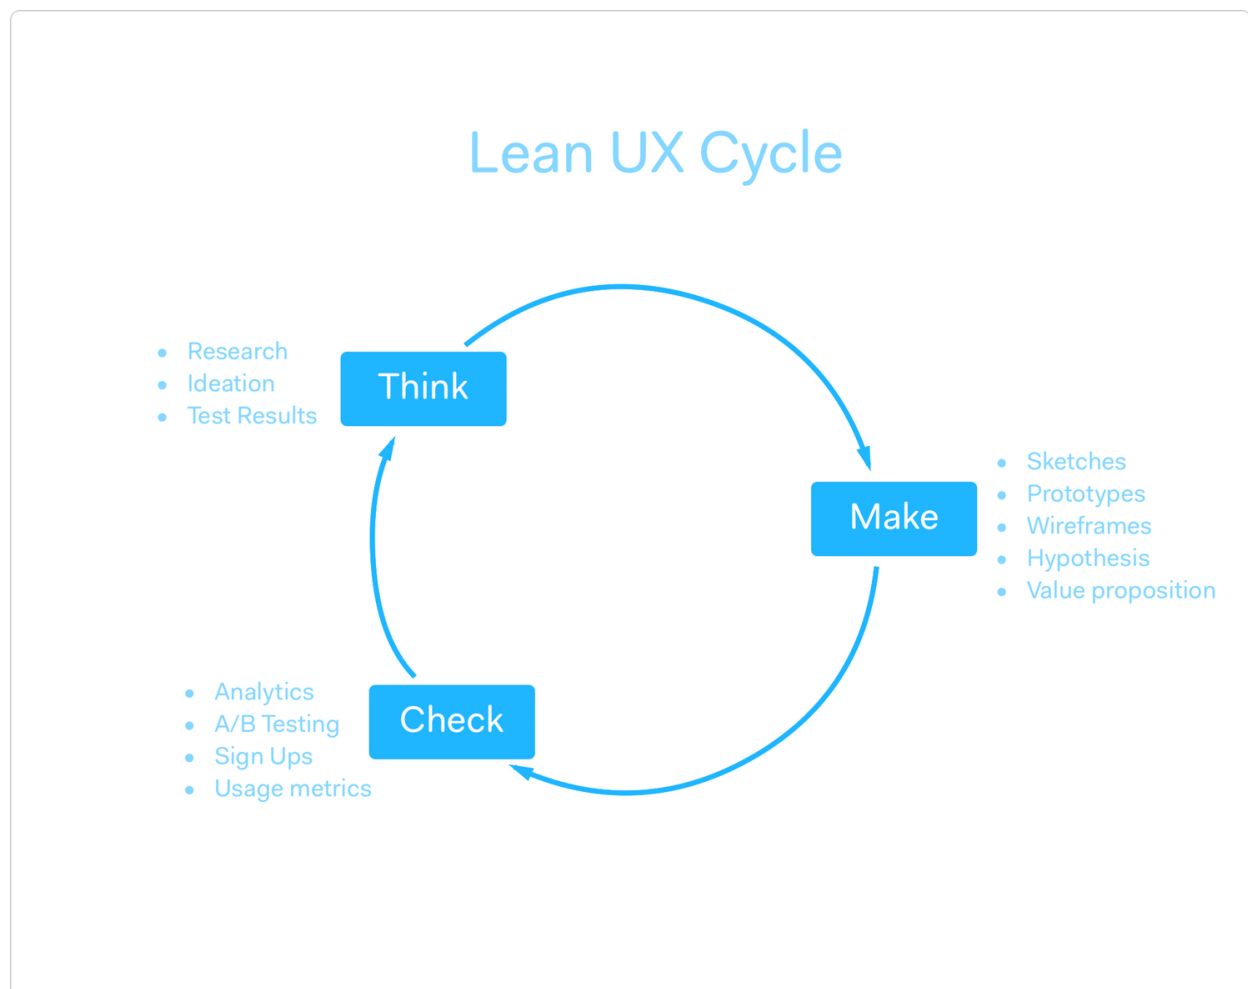 Lean UX Cycle
Research
Ideation
Test Results
Think
Sketches
Prototypes
Wireframes
Hypothesis
Value proposition
Make
Analytics
A/B Testing
Sign Ups
Usage metrics
Check